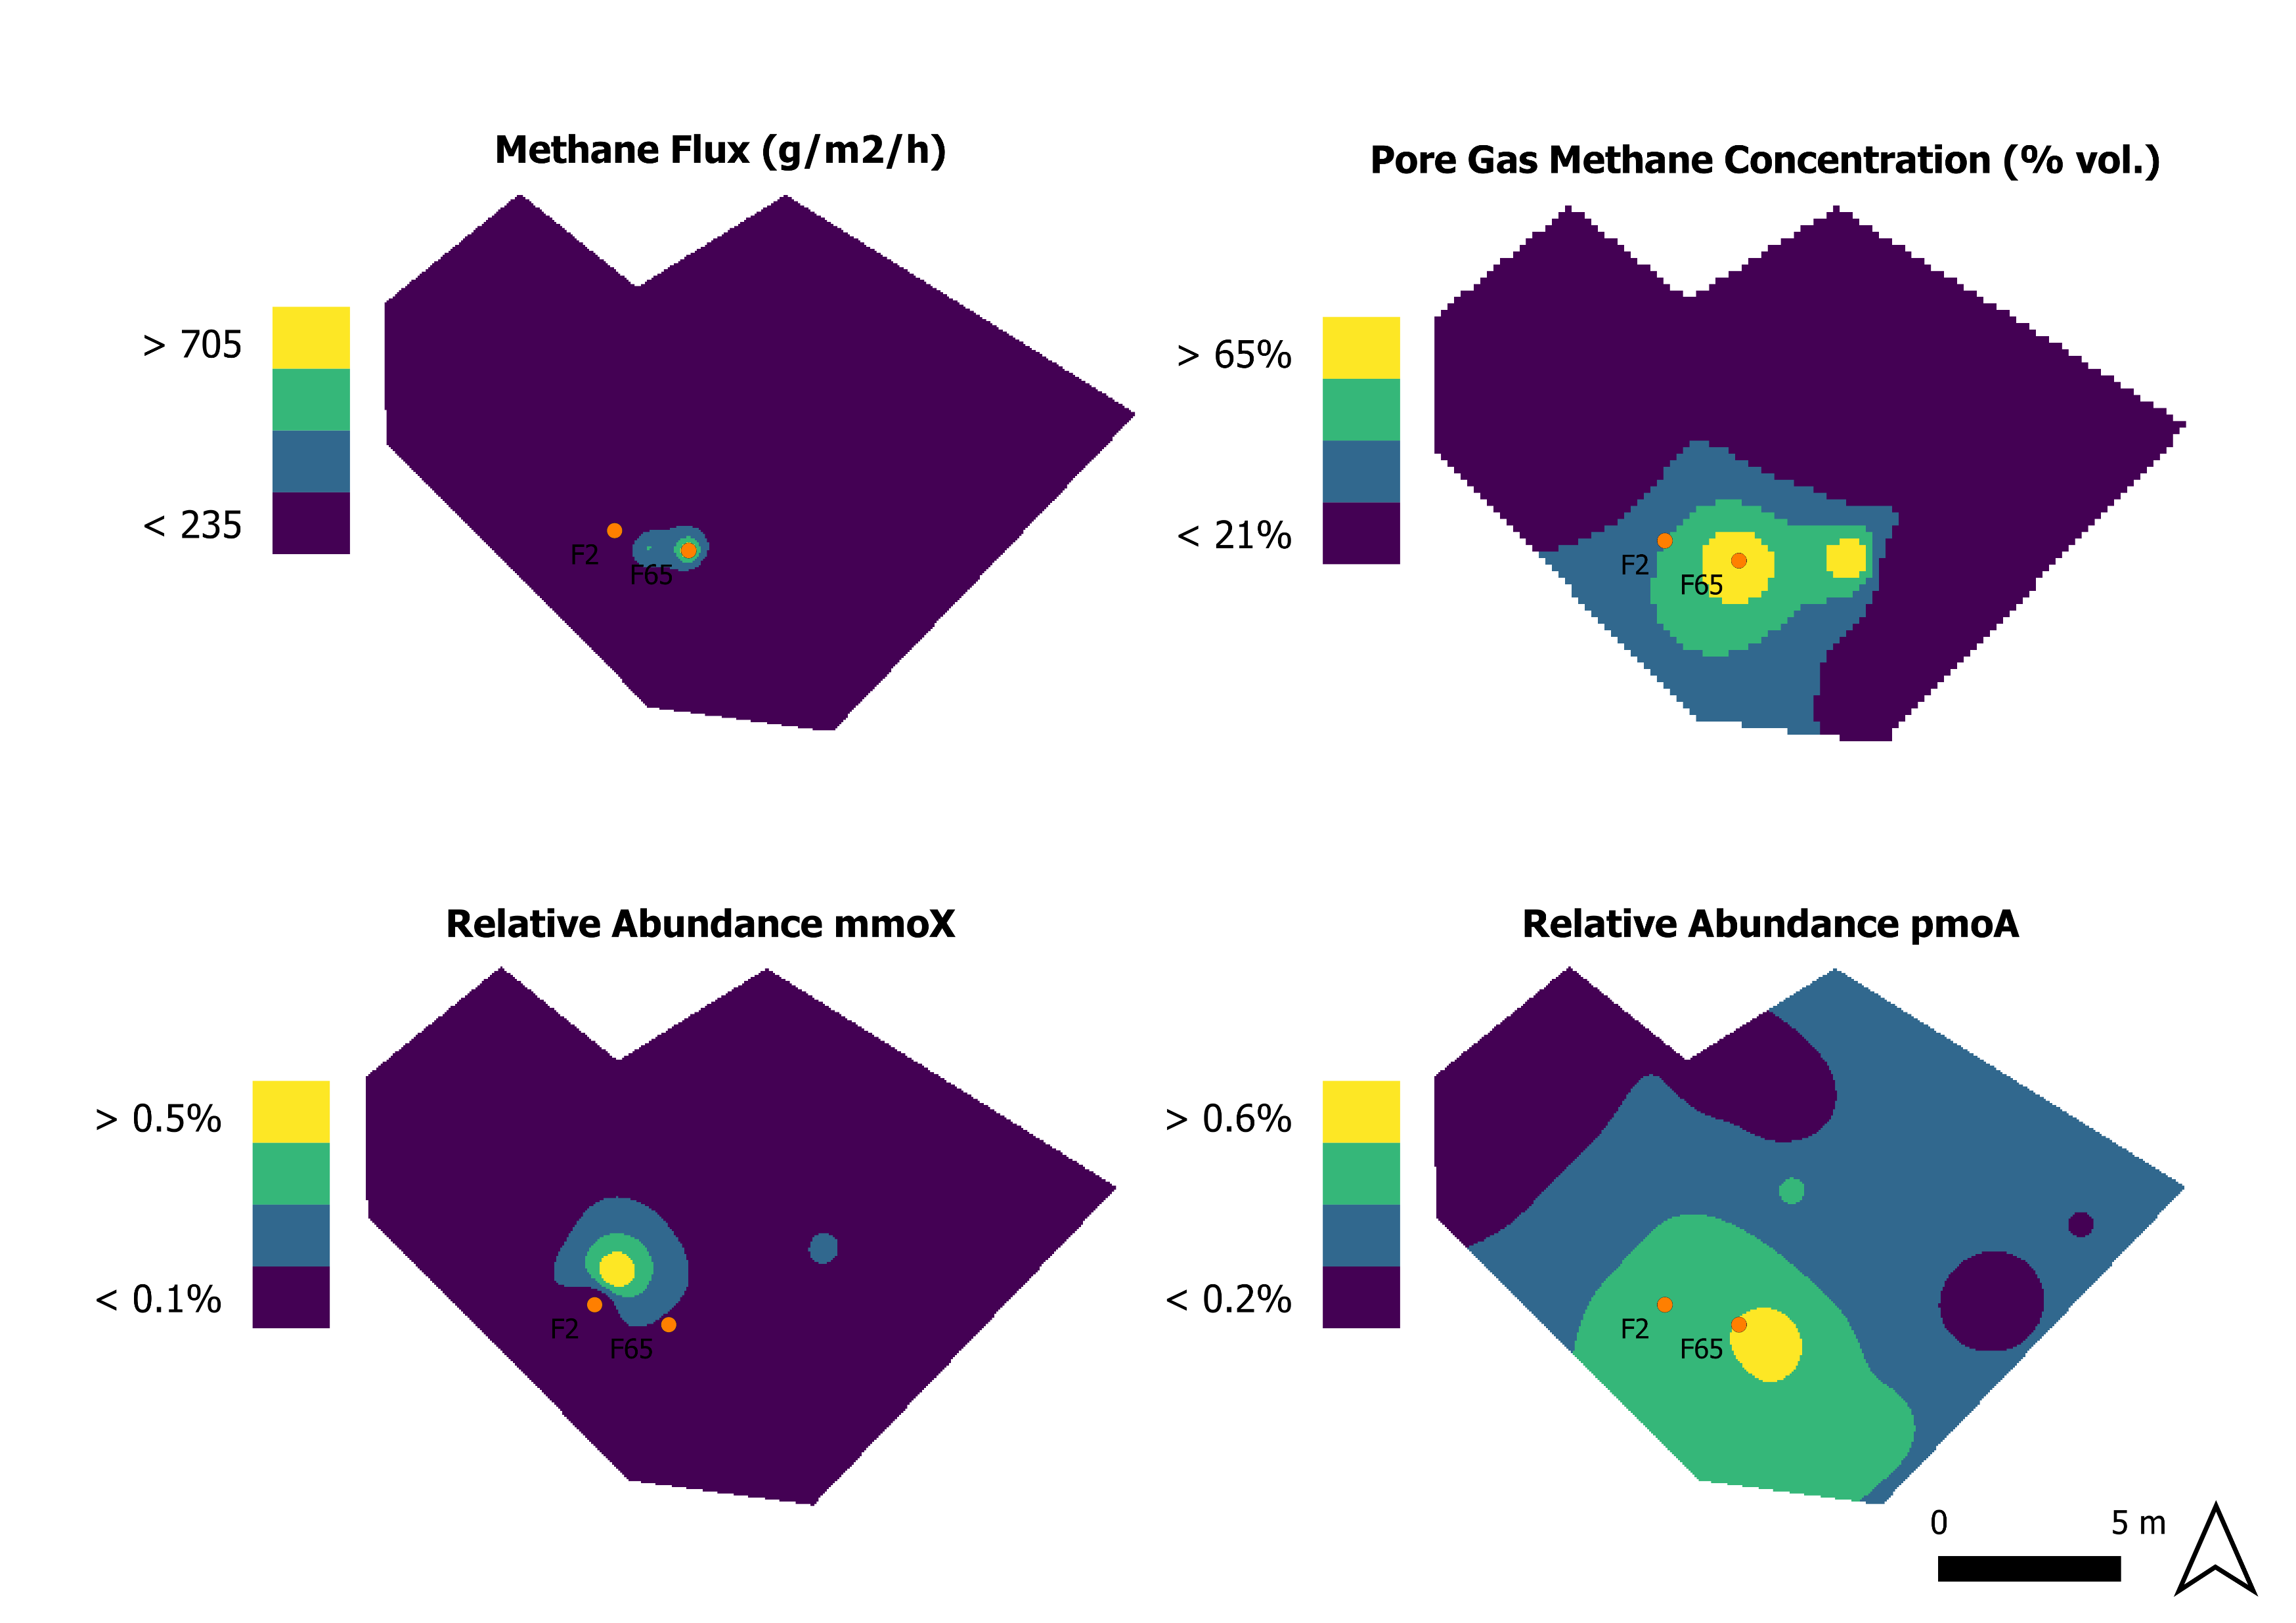 Methane Flux (g/m2/h)
> 705
< 235
F2
F65
Pore Gas Methane Concentration (% vol.)
> 65%
< 21%
F2
F65
Relative Abundance mmoX
> 0.5%
< 0.1%
F2
F65
Relative Abundance pmoA
> 0.6%
< 0.2%
F2
F65
0 5 m